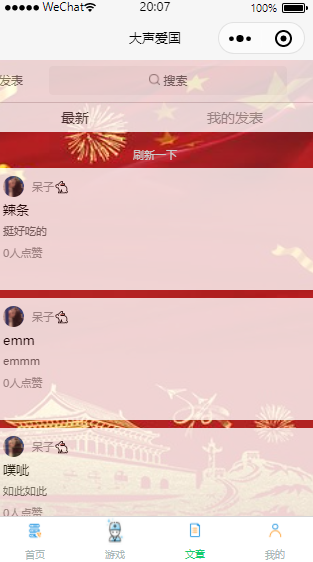 WeChat 20:07 100%
大声爱国
发表 搜索
最新 我的发表
刷新一下
呆子
辣条
挺好吃的
0人点赞
呆子
emm
emmm
0人点赞
呆子
噗呲
如此如此
0人点赞
首页 游戏 文章 我的